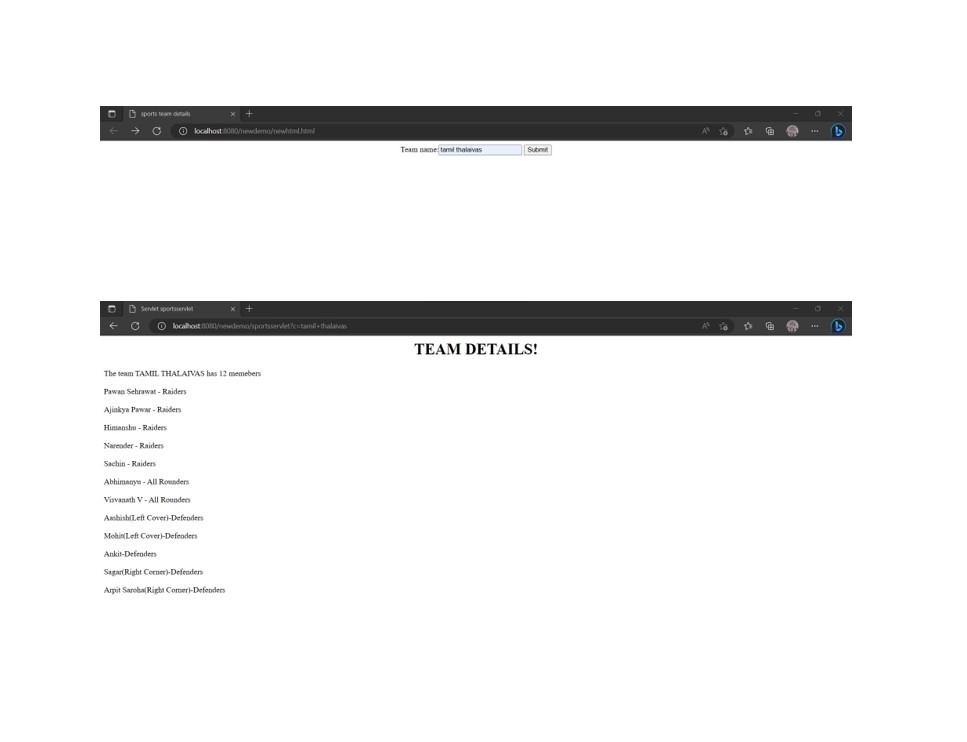 sports team details
localhost:8080/newdemo/newhtml.html
Team name:tamil thalaivas Submit
Servlet sportsservlet
localhost:8080/newdemo/sportsservlet?c=tamil+thalaivas
TEAM DETAILS!
The team TAMIL THALAIVAS has 12 memebers
Pawan Sehrawat - Raiders
Ajinkya Pawar - Raiders
Himanshu - Raiders
Narender - Raiders
Sachin - Raiders
Abhimanyu - All Rounders
Visvanath V - All Rounders
Aashish(Left Cover)-Defenders
Mohit(Left Cover)-Defenders
Ankit-Defenders
Sagar(Right Corner)-Defenders
Arpit Saroha(Right Corner)-Defenders